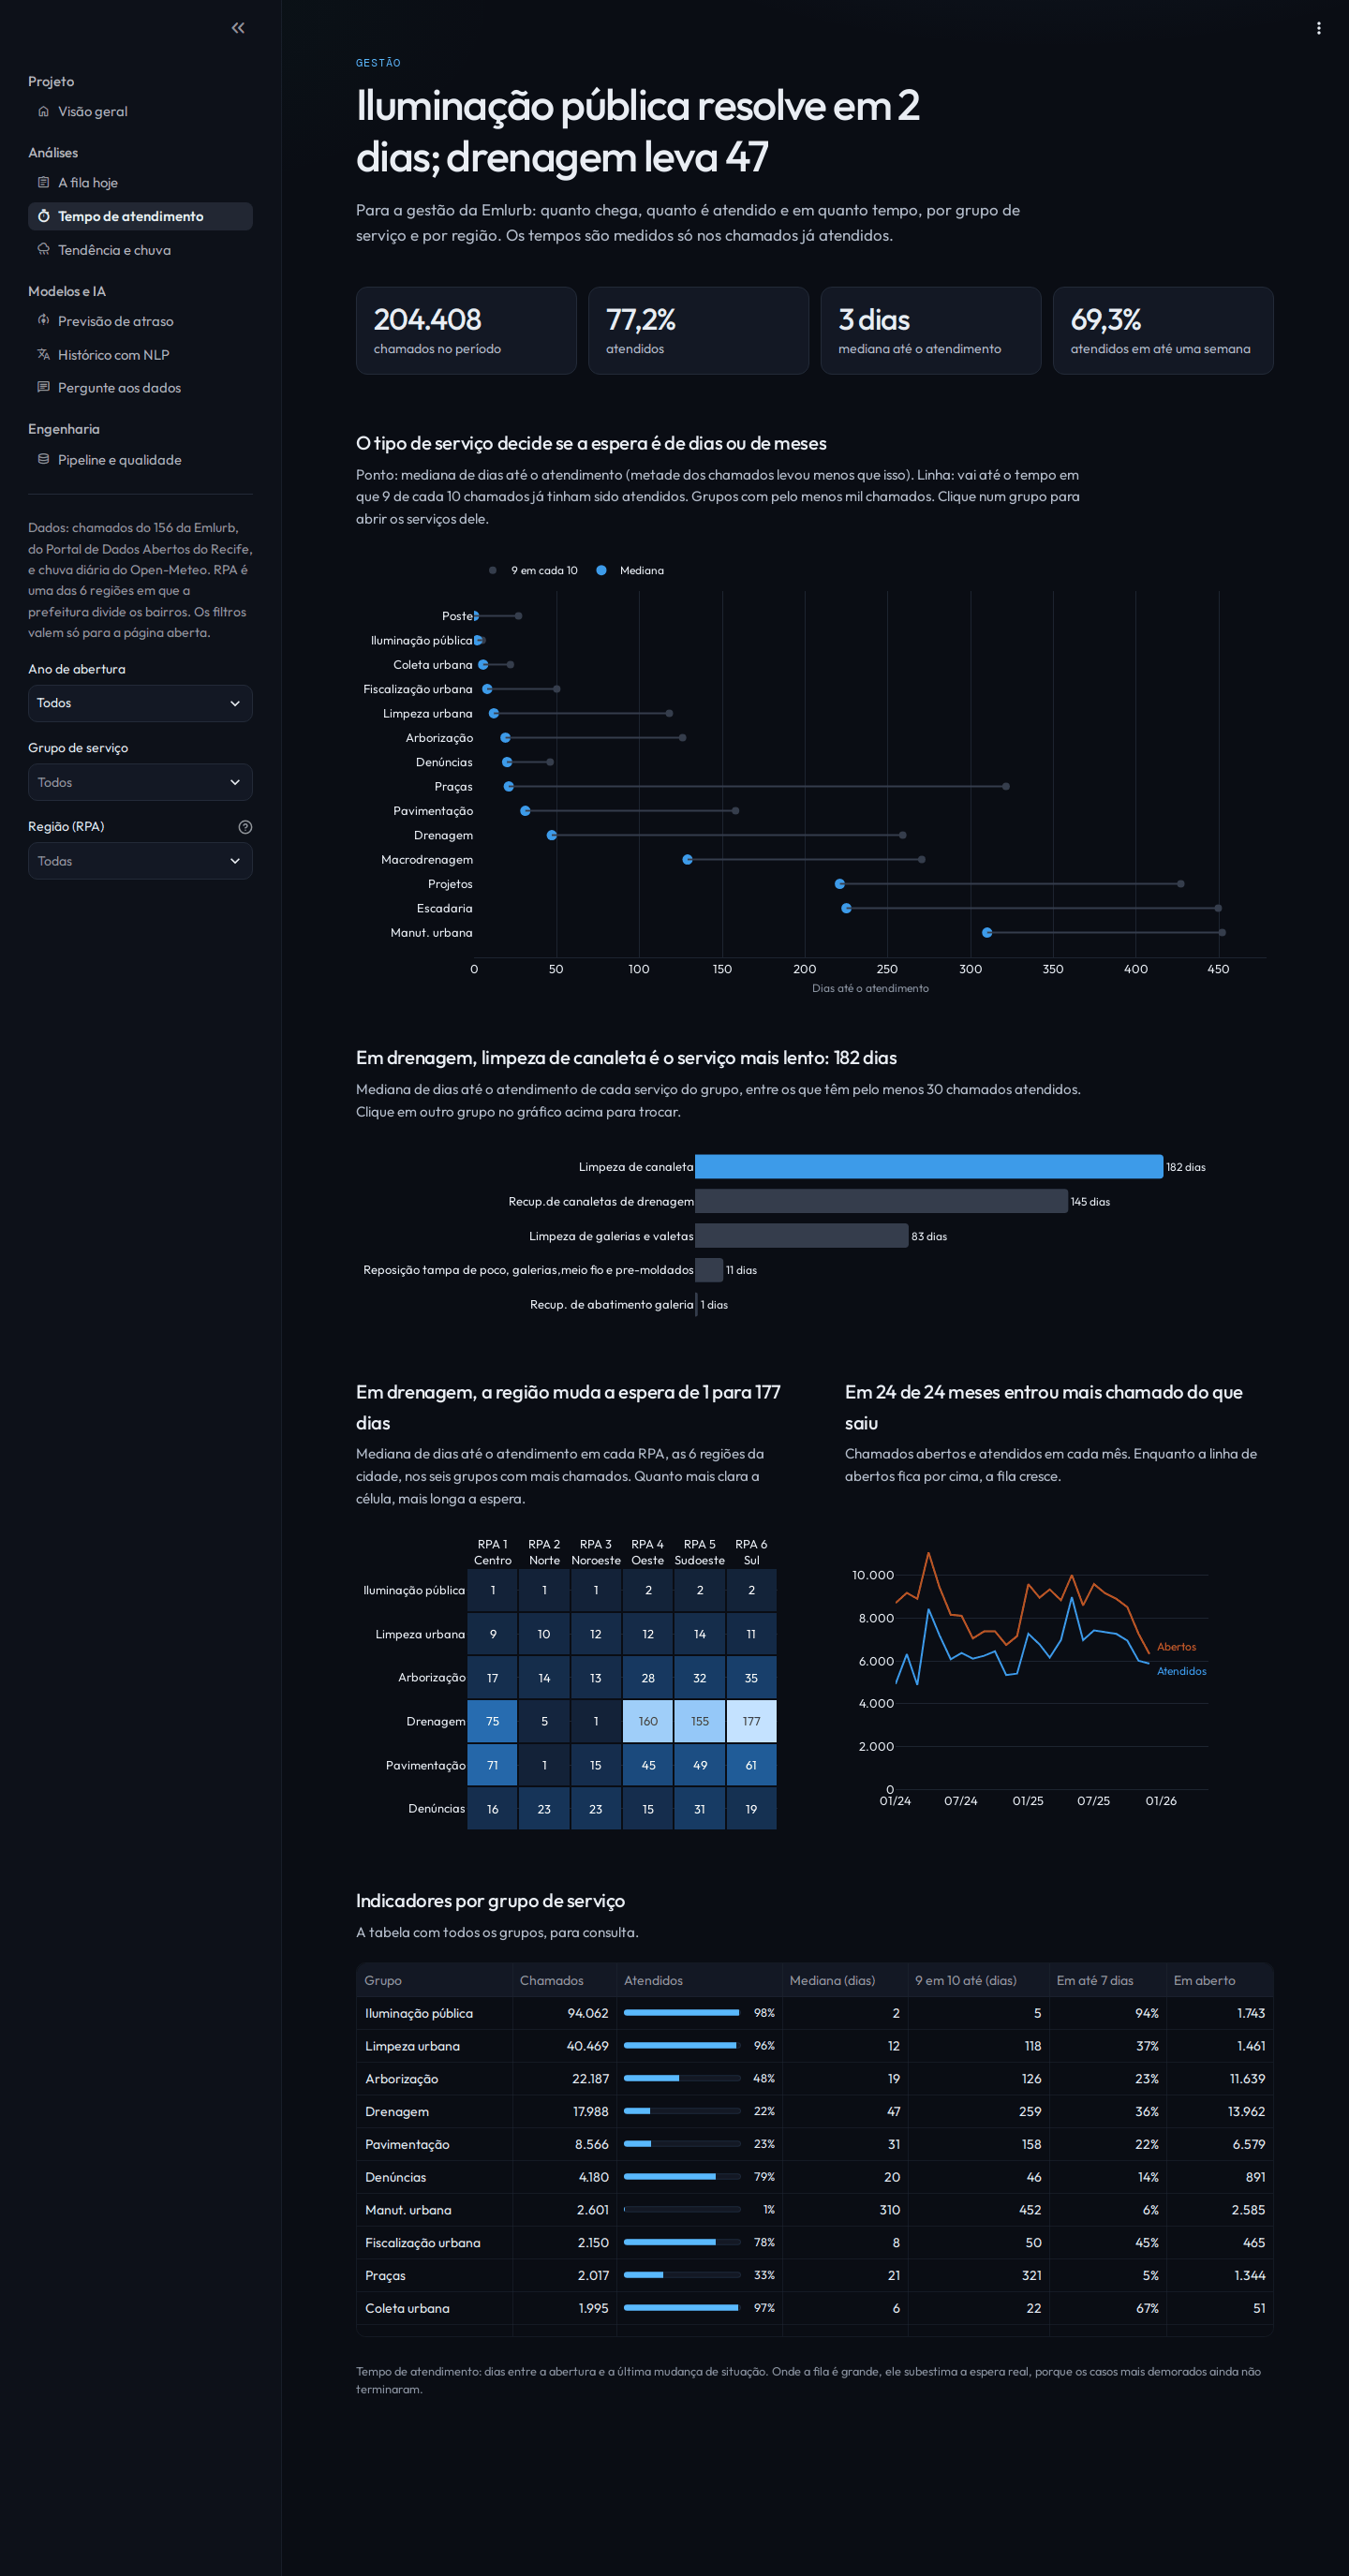 GESTÃO
Iluminação pública resolve em 2
dias; drenagem leva 47
Para a gestão da Emlurb: quanto chega, quanto é atendido e em quanto tempo, por grupo de
serviço e por região. Os tempos são medidos só nos chamados já atendidos.
Projeto
Visão geral
Análises
A fila hoje
Tempo de atendimento
Tendência e chuva
Modelos e IA
Previsão de atraso
Histórico com NLP
Pergunte aos dados
Engenharia
Pipeline e qualidade
Dados: chamados do 156 da Emlurb,
do Portal de Dados Abertos do Recife,
e chuva diária do Open-Meteo. RPA é
uma das 6 regiões em que a
prefeitura divide os bairros. Os filtros
valem só para a página aberta.
Ano de abertura
Todos
Grupo de serviço
Todos
Região (RPA)
Todas
204.408
chamados no período
77,2%
atendidos
3 dias
mediana até o atendimento
69,3%
atendidos em até uma semana
O tipo de serviço decide se a espera é de dias ou de meses
Ponto: mediana de dias até o atendimento (metade dos chamados levou menos que isso). Linha: vai até o tempo em
que 9 de cada 10 chamados já tinham sido atendidos. Grupos com pelo menos mil chamados. Clique num grupo para
abrir os serviços dele.
9 em cada 10 Mediana
Poste
Iluminação pública
Coleta urbana
Fiscalização urbana
Limpeza urbana
Arborização
Denúncias
Praças
Pavimentação
Drenagem
Macrodrenagem
Projetos
Escadaria
Manut. urbana
0 50 100 150 200 250 300 350 400 450
Dias até o atendimento
Em drenagem, limpeza de canaleta é o serviço mais lento: 182 dias
Mediana de dias até o atendimento de cada serviço do grupo, entre os que têm pelo menos 30 chamados atendidos.
Clique em outro grupo no gráfico acima para trocar.
Limpeza de canaleta 182 dias
Recup.de canaletas de drenagem 145 dias
Limpeza de galerias e valetas 83 dias
Reposição tampa de poco, galerias,meio fio e pre-moldados 11 dias
Recup. de abatimento galeria 1 dias
Em drenagem, a região muda a espera de 1 para 177
dias
Mediana de dias até o atendimento em cada RPA, as 6 regiões da
cidade, nos seis grupos com mais chamados. Quanto mais clara a
célula, mais longa a espera.
RPA 1 RPA 2 RPA 3 RPA 4 RPA 5 RPA 6
Centro Norte Noroeste Oeste Sudoeste Sul
Iluminação pública 1 1 1 2 2 2
Limpeza urbana 9 10 12 12 14 11
Arborização 17 14 13 28 32 35
Drenagem 75 5 1 160 155 177
Pavimentação 71 1 15 45 49 61
Denúncias 16 23 23 15 31 19
Em 24 de 24 meses entrou mais chamado do que
saiu
Chamados abertos e atendidos em cada mês. Enquanto a linha de
abertos fica por cima, a fila cresce.
10.000
8.000
6.000
4.000
2.000
0
Abertos
Atendidos
01/24 07/24 01/25 07/25 01/26
Indicadores por grupo de serviço
A tabela com todos os grupos, para consulta.
Grupo Chamados Atendidos Mediana (dias) 9 em 10 até (dias) Em até 7 dias Em aberto
Iluminação pública 94.062 98% 2 5 94% 1.743
Limpeza urbana 40.469 96% 12 118 37% 1.461
Arborização 22.187 48% 19 126 23% 11.639
Drenagem 17.988 22% 47 259 36% 13.962
Pavimentação 8.566 23% 31 158 22% 6.579
Denúncias 4.180 79% 20 46 14% 891
Manut. urbana 2.601 1% 310 452 6% 2.585
Fiscalização urbana 2.150 78% 8 50 45% 465
Praças 2.017 33% 21 321 5% 1.344
Coleta urbana 1.995 97% 6 22 67% 51
Tempo de atendimento: dias entre a abertura e a última mudança de situação. Onde a fila é grande, ele subestima a espera real, porque os casos mais demorados ainda não
terminaram.